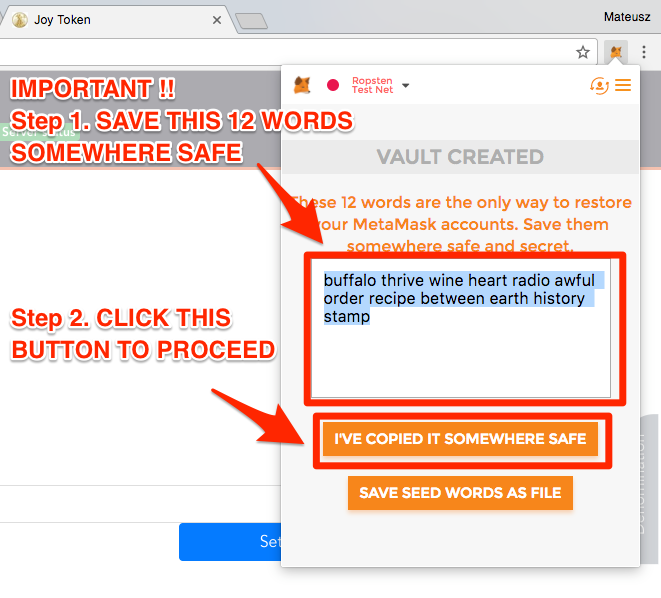 Joy Token
Mateusz
IMPORTANT !!
Step 1. SAVE THIS 12 WORDS
SOMEWHERE SAFE
Server status
Ropsten
Test Net
VAULT CREATED
These 12 words are the only way to restore
your MetaMask accounts. Save them
somewhere safe and secret.
buffalo thrive wine heart radio awful
order recipe between earth history
stamp
Step 2. CLICK THIS
BUTTON TO PROCEED
I'VE COPIED IT SOMEWHERE SAFE
SAVE SEED WORDS AS FILE
Denomination
Set